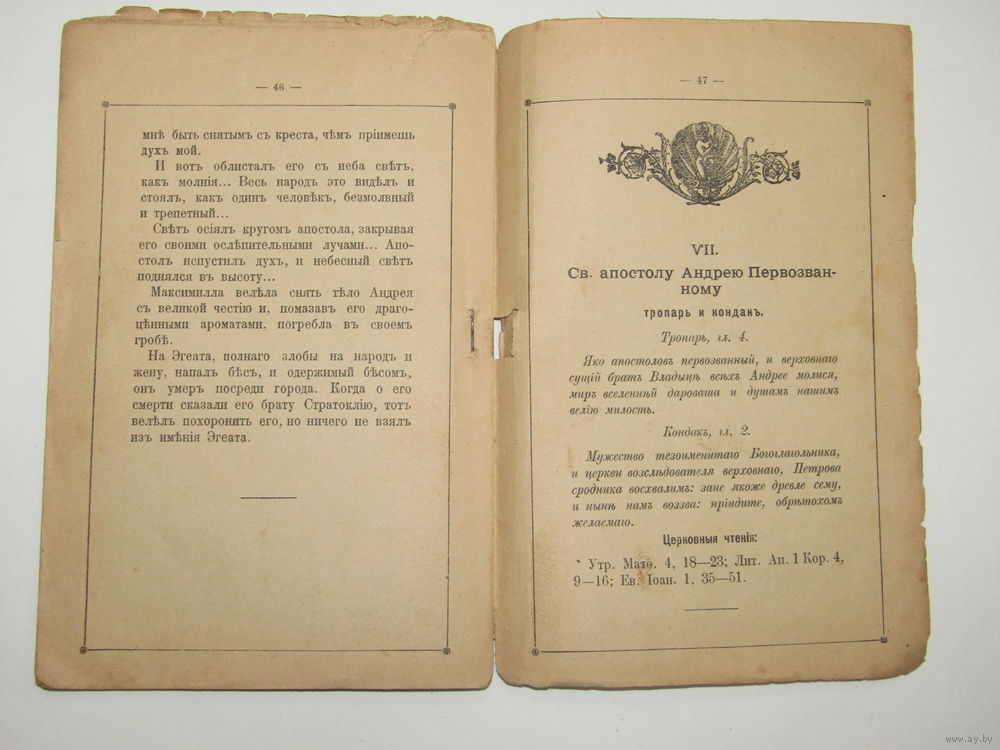 — 46 —
мнѣ быть снятымъ съ креста, чѣмъ пріимешь
духъ мой.
И вотъ облисталъ его съ неба свѣтъ,
какъ молнія... Весь народъ это видѣлъ и
стоялъ, какъ одинъ человѣкъ, безмолвный
и трепетный...
Свѣтъ осіялъ кругомъ апостола, закрывая
его своими ослѣпительными лучами... Апо-
столъ испустилъ духъ, и небесный свѣтъ
поднялся въ высоту...
Максимилла велѣла снять тѣло Андрея
съ великой честію и, помазавъ его драго-
цѣнными ароматами, погребла въ своемъ
гробѣ.
На Эгеата, полнаго злобы на народъ и
жену, напалъ бѣсъ, и одержимый бѣсомъ,
онъ умеръ посреди города. Когда о его
смерти сказали его брату Стратоклію, тотъ
велѣлъ похоронить его, но ничего не взялъ
изъ имѣнія Эгеата.
— 47 —
VII.
Св. апостолу Андрею Первозван-
ному
тропарь и кондакъ.
Тропарь, гл. 4.
Яко апостоловъ первозванный, и верховнаго
сущій братъ Владыцѣ всѣхъ Андрее молися,
миръ вселеннѣй дароваша и душамъ нашимъ
велію милость.
Кондакъ, гл. 2.
Мужество тезоименитаго Богоглагольника,
и церкви возслѣдователя верховнаго, Петрова
сродника восхвалимъ: зане якоже древле сему,
и нынѣ намъ воззва: пріидите, обрѣтохомъ
желаемаго.
Церковныя чтенія:
Утр. Матѳ. 4, 18—23; Лит. Ап. 1 Кор. 4,
9—16; Ев. Іоан. 1, 35—51.
www.ay.by